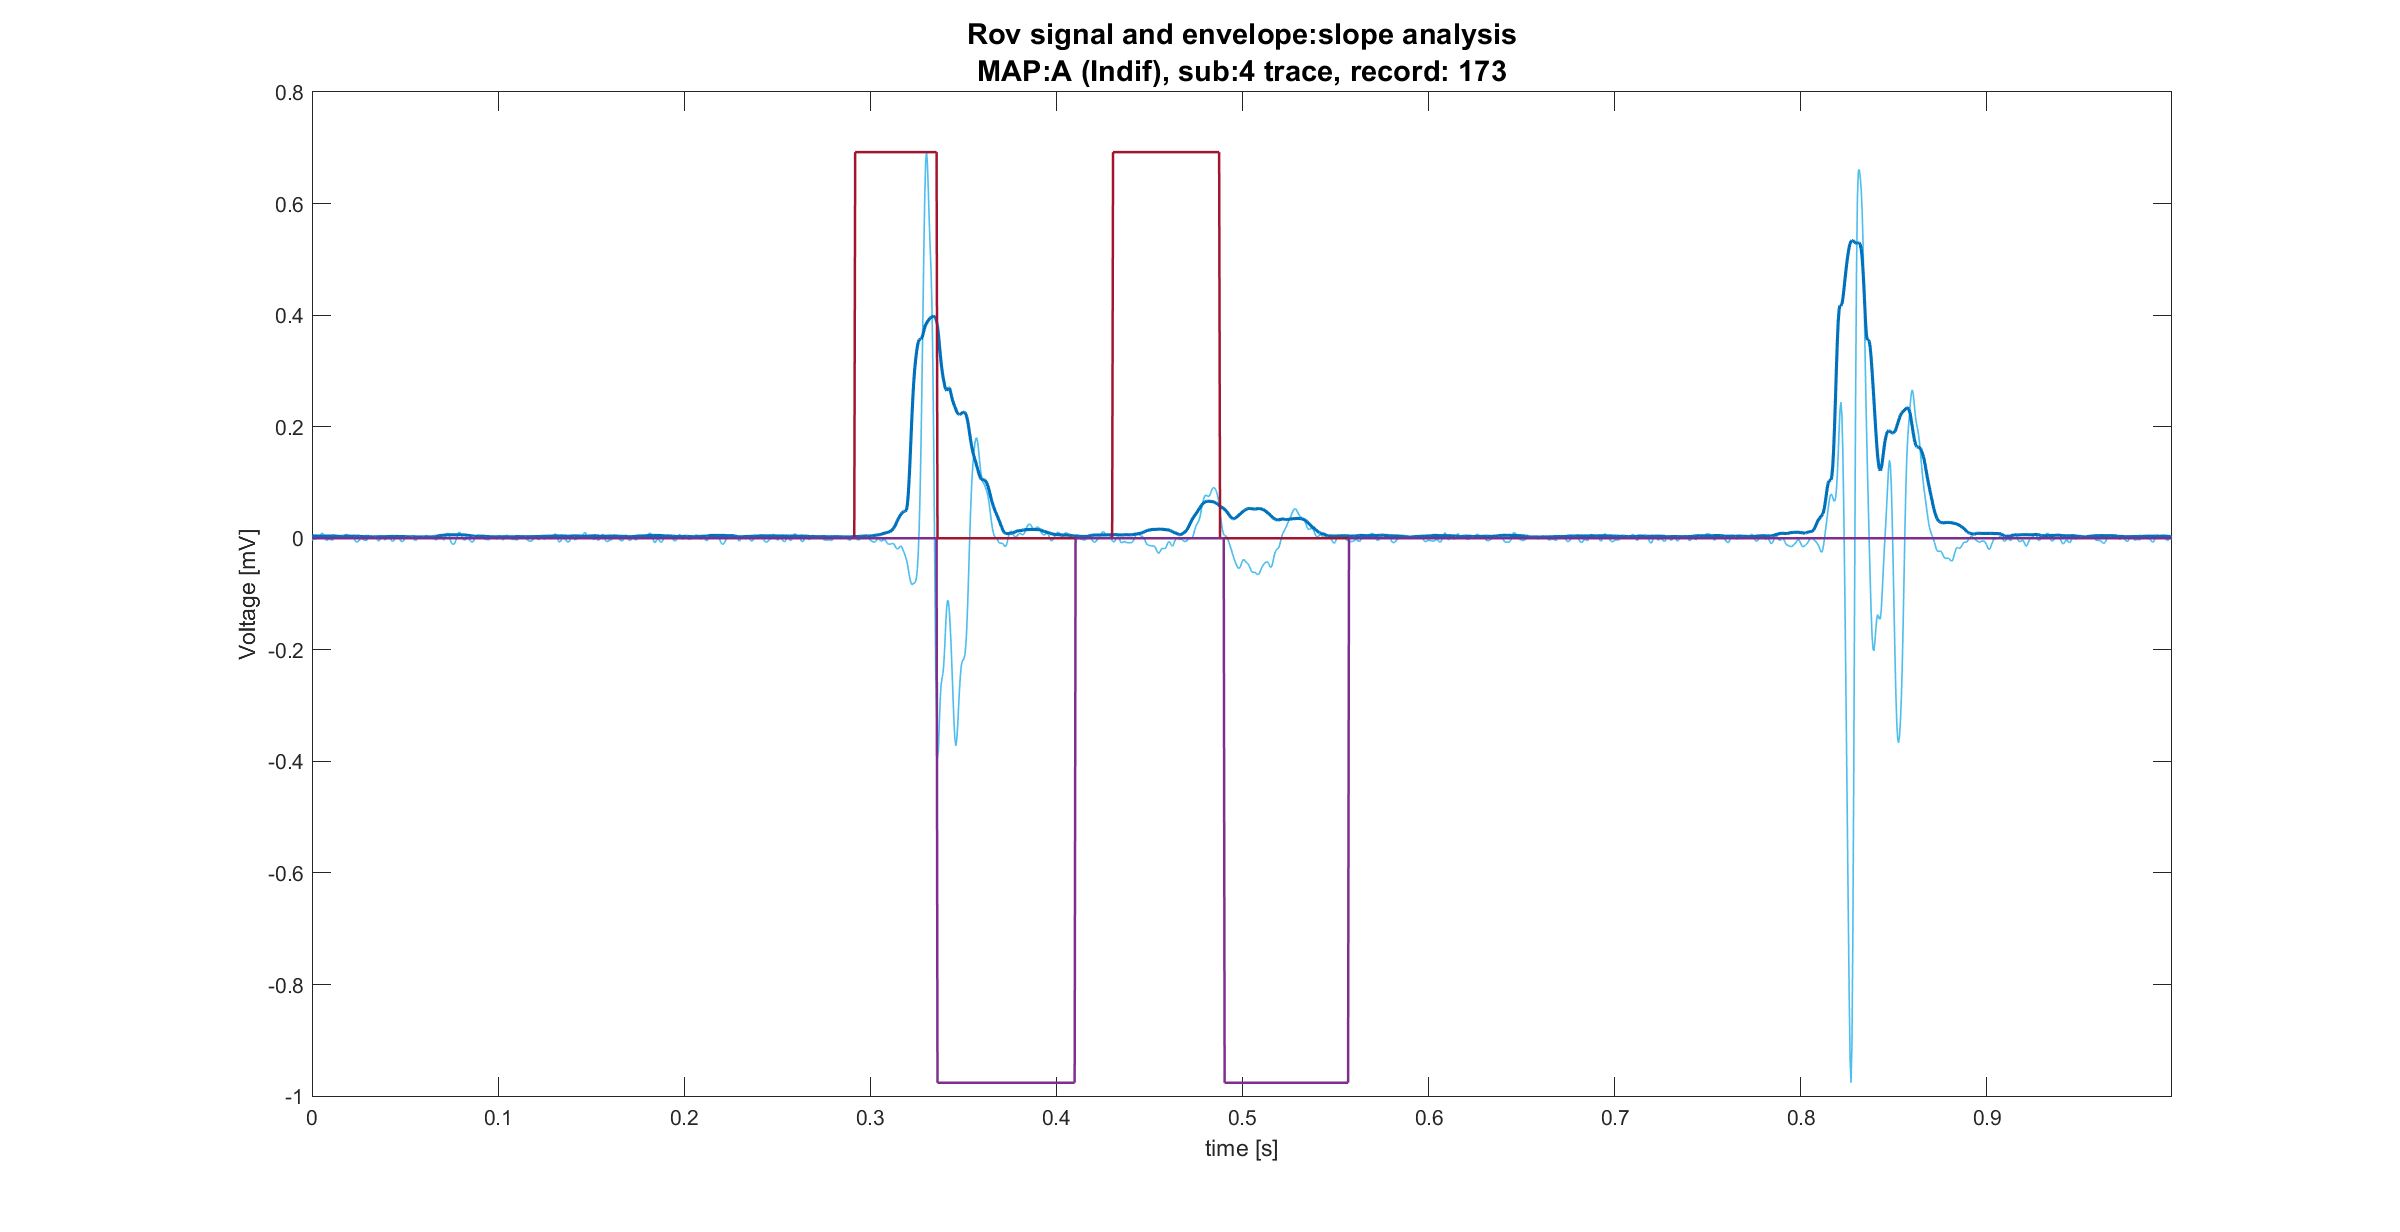 Rov signal and envelope:slope analysis
MAP:A (Indif), sub:4 trace, record: 173
0.8
0.6
0.4
0.2
0
-0.2
-0.4
-0.6
-0.8
-1
Voltage [mV]
0 0.1 0.2 0.3 0.4 0.5 0.6 0.7 0.8 0.9
time [s]